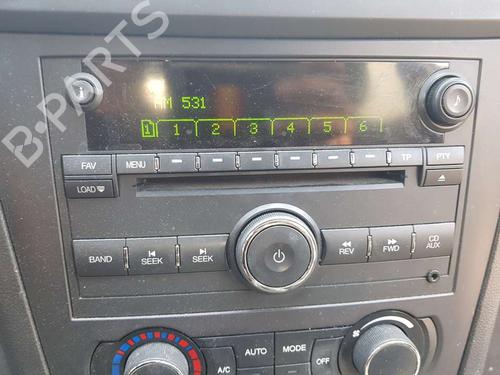 B-PARTS
AM 531
1 1 2 3 4 5 6
FAV MENU TP PTY
LOAD
BAND SEEK SEEK REV FWD CD AUX
AUTO MODE OFF
A/C